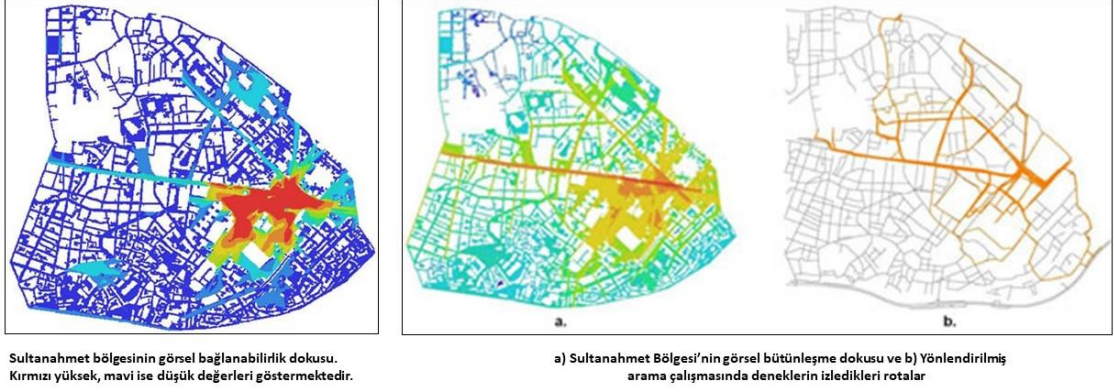 a.
b.
Sultanahmet bölgesinin görsel bağlanabilirlik dokusu.
Kırmızı yüksek, mavi ise düşük değerleri göstermektedir.
a) Sultanahmet Bölgesi’nin görsel bütünleşme dokusu ve b) Yönlendirilmiş
arama çalışmasında deneklerin izledikleri rotalar